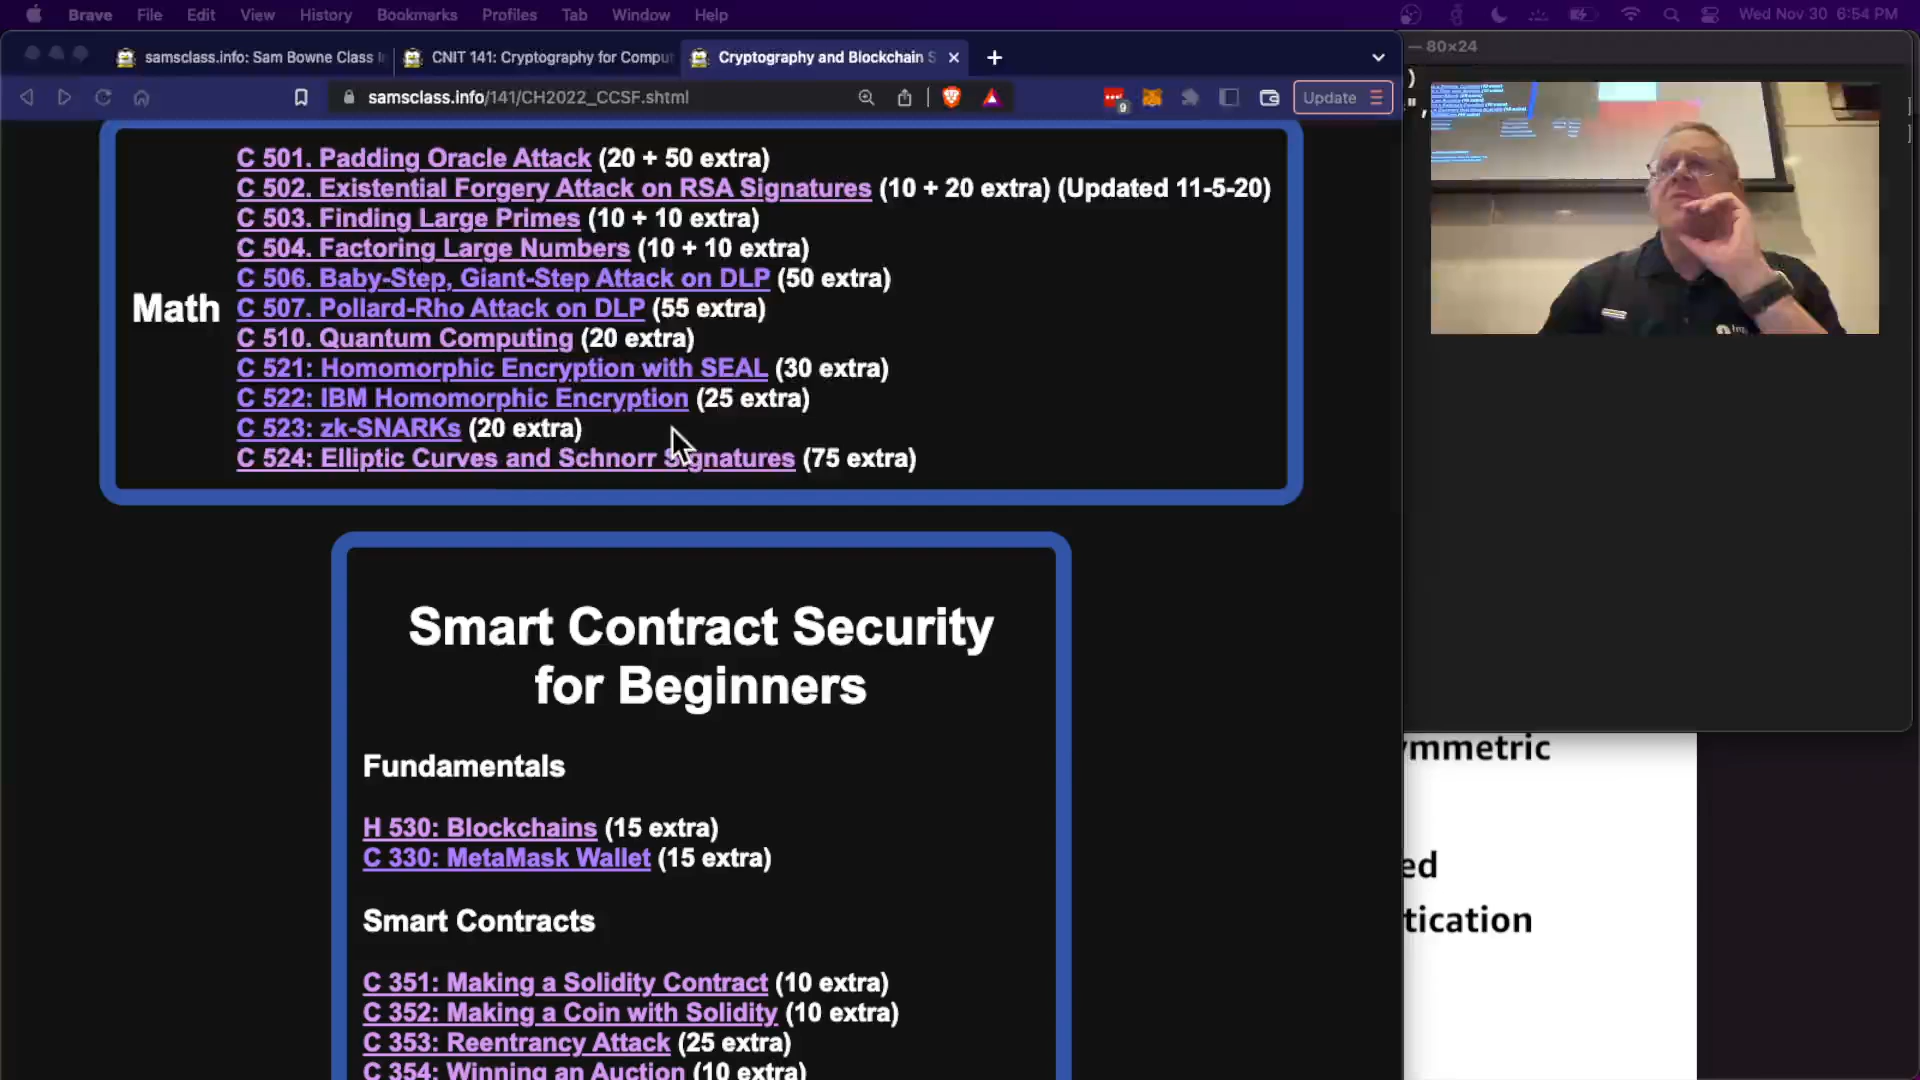 Brave File Edit View History Bookmarks Profiles Tab Window Help Wed Nov 30 6:54 PM
samsclass.info: Sam Bowne Class I
CNIT 141: Cryptography for Comput
Cryptography and Blockchain S
— 80×24
samsclass.info/141/CH2022_CCSF.shtml
9
Update
Math
C 501. Padding Oracle Attack (20 + 50 extra)
C 502. Existential Forgery Attack on RSA Signatures (10 + 20 extra) (Updated 11-5-20)
C 503. Finding Large Primes (10 + 10 extra)
C 504. Factoring Large Numbers (10 + 10 extra)
C 506. Baby-Step, Giant-Step Attack on DLP (50 extra)
C 507. Pollard-Rho Attack on DLP (55 extra)
C 510. Quantum Computing (20 extra)
C 521: Homomorphic Encryption with SEAL (30 extra)
C 522: IBM Homomorphic Encryption (25 extra)
C 523: zk-SNARKs (20 extra)
C 524: Elliptic Curves and Schnorr Signatures (75 extra)
Smart Contract Security
for Beginners
Fundamentals
H 530: Blockchains (15 extra)
C 330: MetaMask Wallet (15 extra)
Smart Contracts
C 351: Making a Solidity Contract (10 extra)
C 352: Making a Coin with Solidity (10 extra)
C 353: Reentrancy Attack (25 extra)
C 354: Winning an Auction (10 extra)
ymmetric
ed
tication